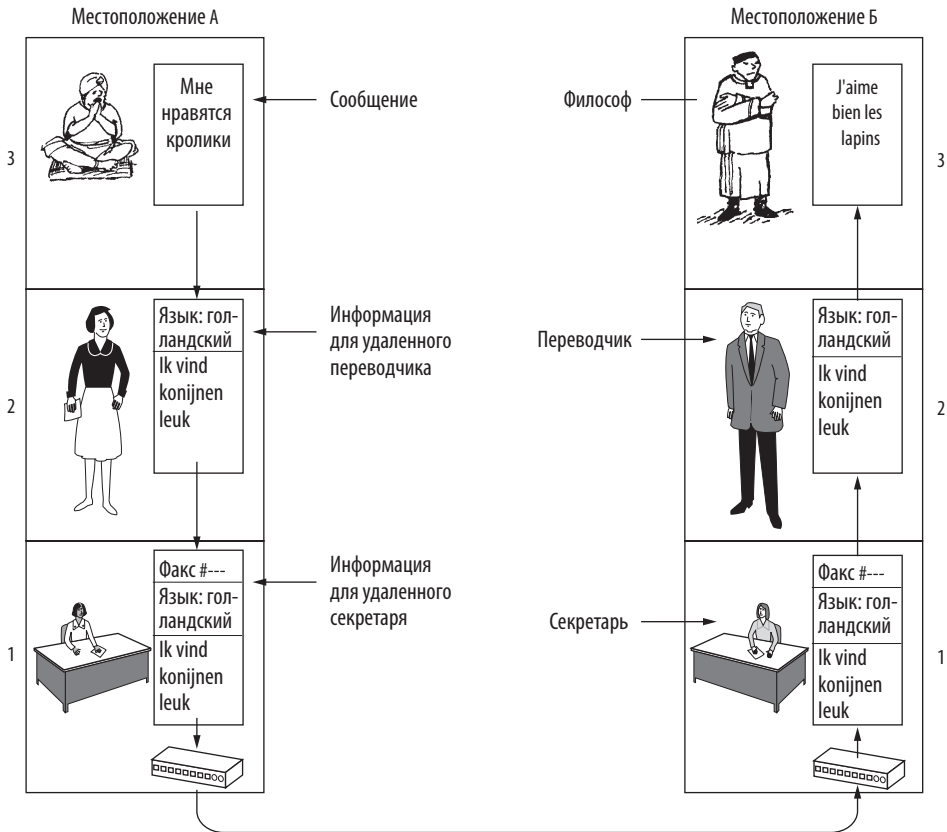 Местоположение А
Местоположение Б
3
Мне
нравятся
кролики
Сообщение
Философ
J'aime
bien les
lapins
3
2
Язык: гол-
ландский
Ik vind
konijnen
leuk
Информация
для удаленного
переводчика
Переводчик
Язык: гол-
ландский
Ik vind
konijnen
leuk
2
1
Факс #---
Язык: гол-
ландский
Ik vind
konijnen
leuk
Информация
для удаленного
секретаря
Секретарь
Факс #---
Язык: гол-
ландский
Ik vind
konijnen
leuk
1